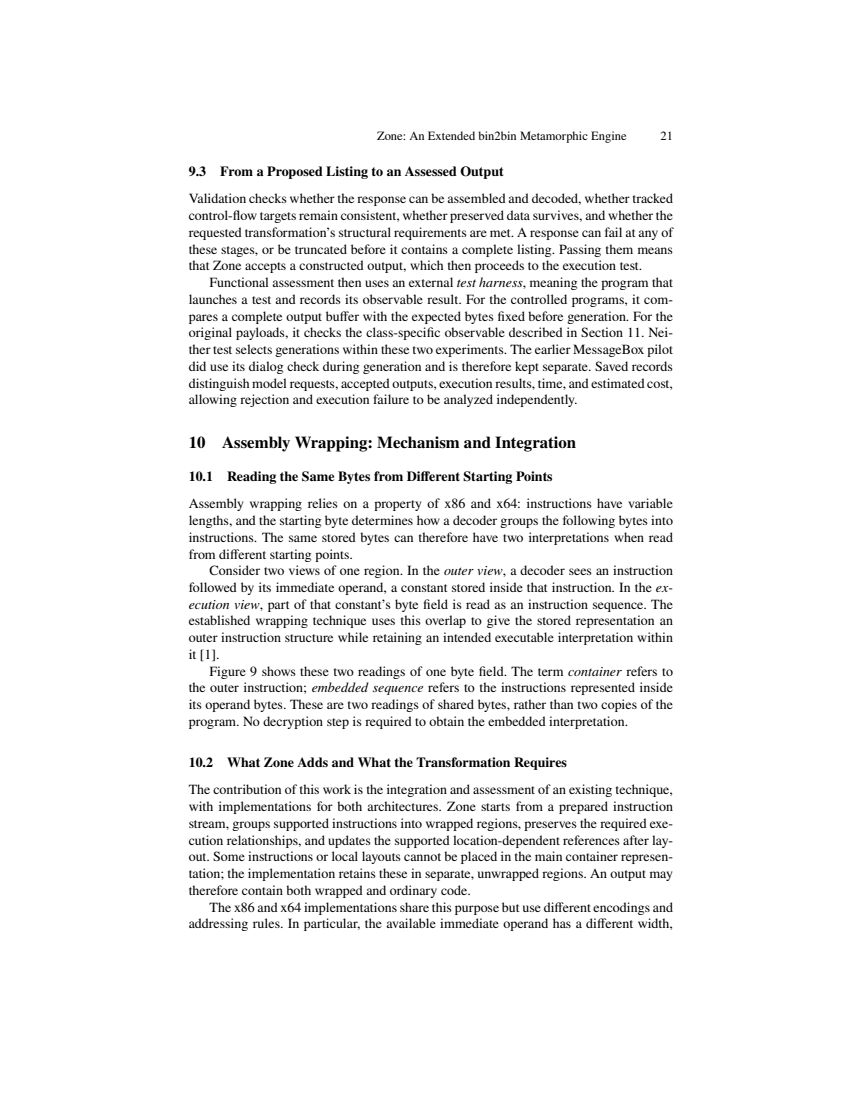 Zone: An Extended bin2bin Metamorphic Engine 21
9.3 From a Proposed Listing to an Assessed Output
Validation checks whether the response can be assembled and decoded, whether tracked
control-flow targets remain consistent, whether preserved data survives, and whether the
requested transformation's structural requirements are met. A response can fail at any of
these stages, or be truncated before it contains a complete listing. Passing them means
that Zone accepts a constructed output, which then proceeds to the execution test.
Functional assessment then uses an external test harness, meaning the program that
launches a test and records its observable result. For the controlled programs, it com-
pares a complete output buffer with the expected bytes fixed before generation. For the
original payloads, it checks the class-specific observable described in Section 11. Nei-
ther test selects generations within these two experiments. The earlier MessageBox pilot
did use its dialog check during generation and is therefore kept separate. Saved records
distinguish model requests, accepted outputs, execution results, time, and estimated cost,
allowing rejection and execution failure to be analyzed independently.
10 Assembly Wrapping: Mechanism and Integration
10.1 Reading the Same Bytes from Different Starting Points
Assembly wrapping relies on a property of x86 and x64: instructions have variable
lengths, and the starting byte determines how a decoder groups the following bytes into
instructions. The same stored bytes can therefore have two interpretations when read
from different starting points.
Consider two views of one region. In the outer view, a decoder sees an instruction
followed by its immediate operand, a constant stored inside that instruction. In the ex-
ecution view, part of that constant's byte field is read as an instruction sequence. The
established wrapping technique uses this overlap to give the stored representation an
outer instruction structure while retaining an intended executable interpretation within
it [1].
Figure 9 shows these two readings of one byte field. The term container refers to
the outer instruction; embedded sequence refers to the instructions represented inside
its operand bytes. These are two readings of shared bytes, rather than two copies of the
program. No decryption step is required to obtain the embedded interpretation.
10.2 What Zone Adds and What the Transformation Requires
The contribution of this work is the integration and assessment of an existing technique,
with implementations for both architectures. Zone starts from a prepared instruction
stream, groups supported instructions into wrapped regions, preserves the required exe-
cution relationships, and updates the supported location-dependent references after lay-
out. Some instructions or local layouts cannot be placed in the main container represen-
tation; the implementation retains these in separate, unwrapped regions. An output may
therefore contain both wrapped and ordinary code.
The x86 and x64 implementations share this purpose but use different encodings and
addressing rules. In particular, the available immediate operand has a different width,